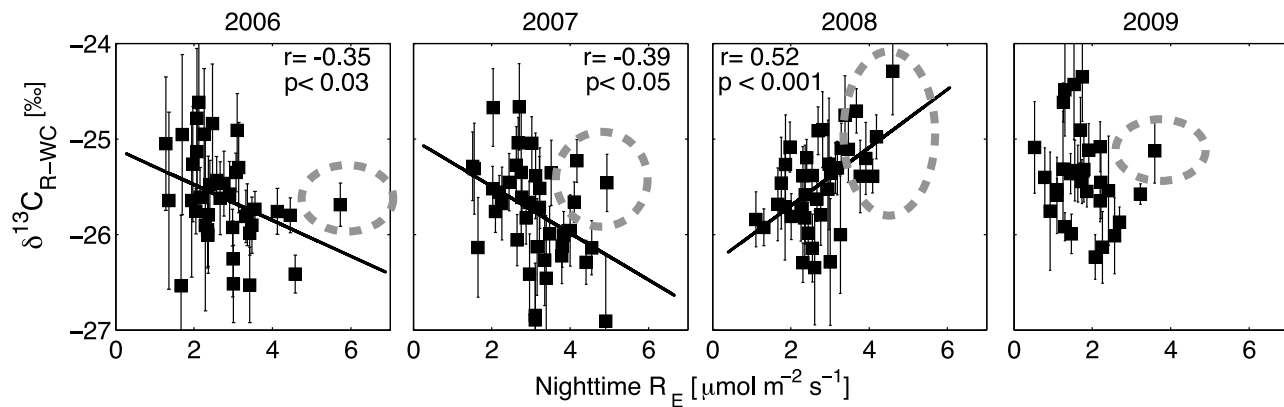 2006 2007 2008 2009
r= -0.35
p< 0.03
r= -0.39
p< 0.05
r= 0.52
p< 0.001
δ¹³C_R−WC [‰]
−24
−25
−26
−27
0 2 4 6 0 2 4 6 0 2 4 6 0 2 4 6
Nighttime R_E [μmol m⁻² s⁻¹]